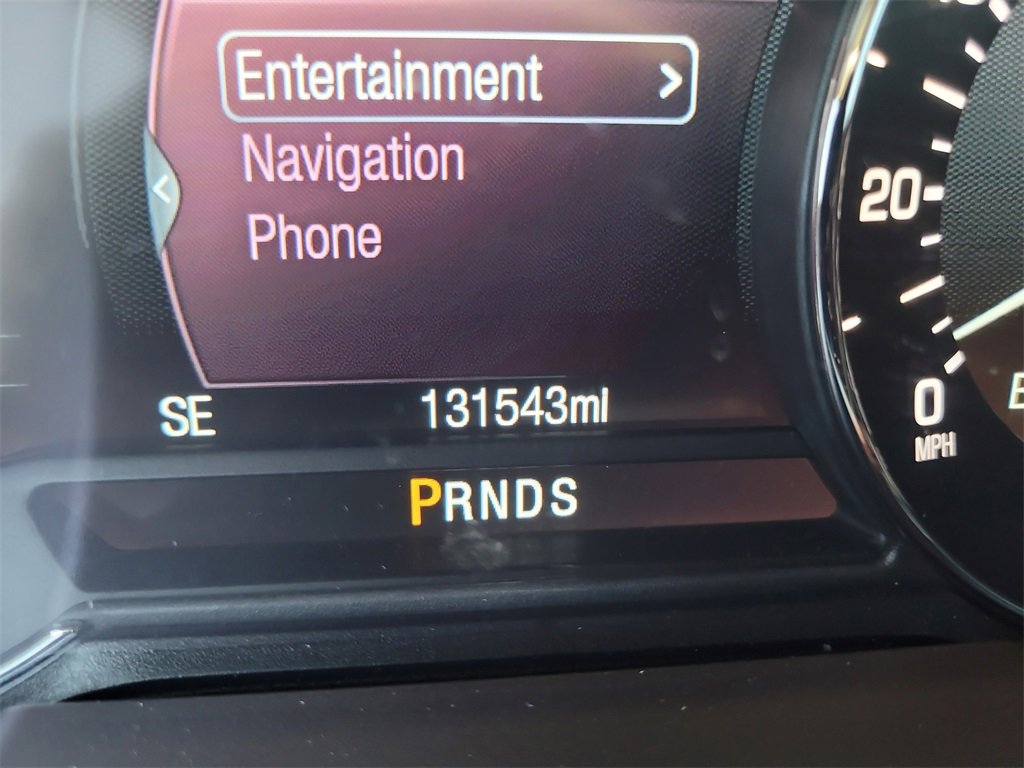 Entertainment >
Navigation
Phone
<
20
0
MPH
SE 131543mi
PRNDS